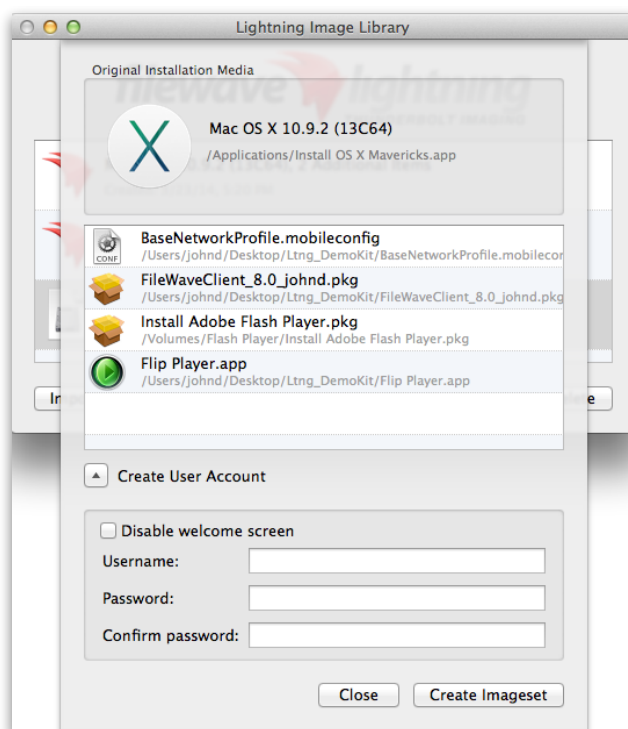 Lightning Image Library
Original Installation Media
filewave lightning
Mac OS X 10.9.2 (13C64)
/Applications/Install OS X Mavericks.app
BaseNetworkProfile.mobileconfig
/Users/johnd/Desktop/Ltng_DemoKit/BaseNetworkProfile.mobilecon
CONF
FileWaveClient_8.0_johnd.pkg
/Users/johnd/Desktop/Ltng_DemoKit/FileWaveClient_8.0_johnd.pkg
Install Adobe Flash Player.pkg
/Volumes/Flash Player/Install Adobe Flash Player.pkg
Flip Player.app
/Users/johnd/Desktop/Ltng_DemoKit/Flip Player.app
Create User Account
Disable welcome screen
Username:
Password:
Confirm password:
Close
Create Imageset